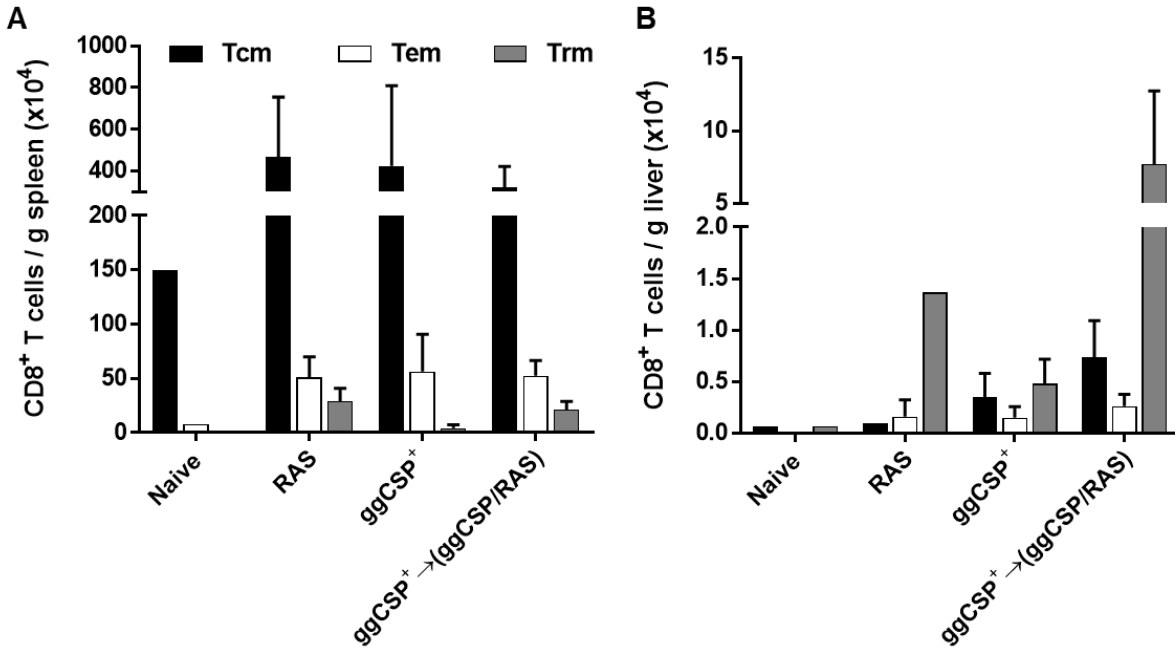 A
CD8⁺ T cells / g spleen (x10⁴)
1000
800
600
400
200
150
100
50
0
Tcm
Tem
Trm
Naive
RAS
ggCSP⁺
ggCSP⁺→(ggCSP/RAS)
B
CD8⁺ T cells / g liver (x10⁴)
15
10
5
2.0
1.5
1.0
0.5
0.0
Naive
RAS
ggCSP⁺
ggCSP⁺→(ggCSP/RAS)